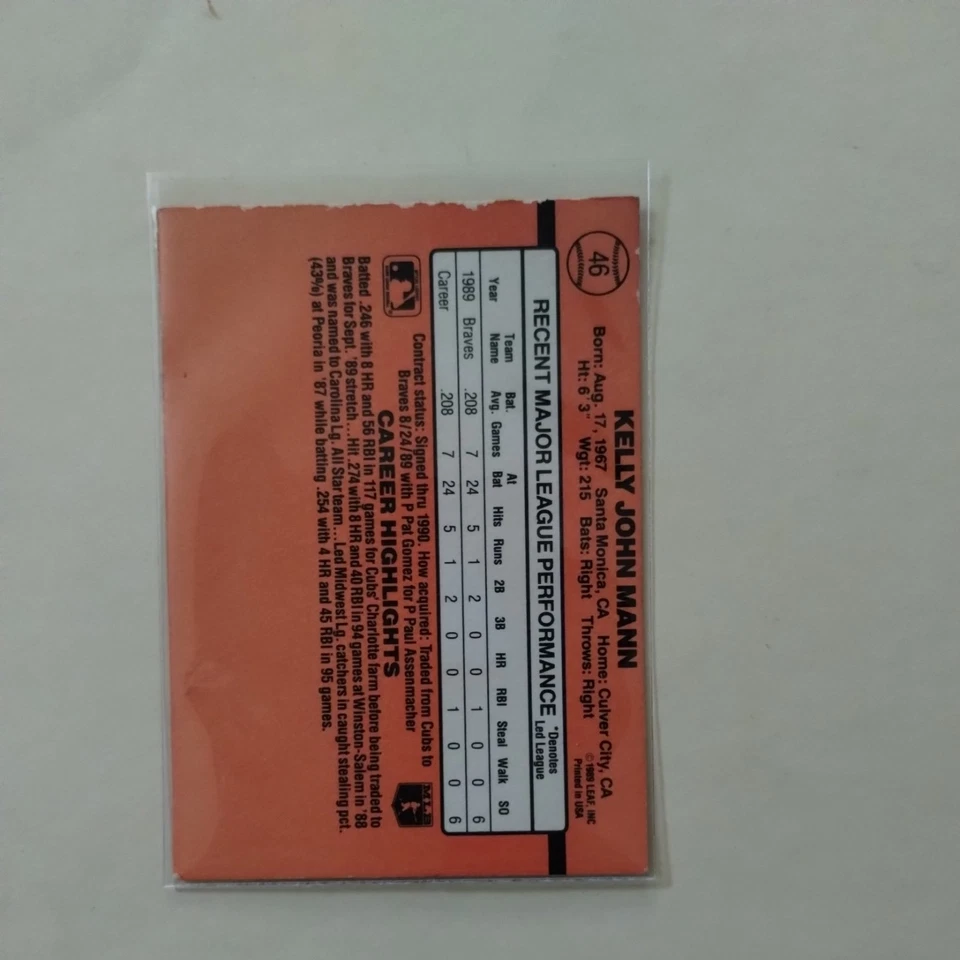 46
KELLY JOHN MANN
Born: Aug. 17, 1967 Santa Monica, CA Home: Culver City, CA
Ht: 6' 3' Wgt: 215 Bats: Right Throws: Right
© 1989 LEAF, INC
Printed in USA
RECENT MAJOR LEAGUE PERFORMANCE *Denotes
Led League
Team Bat. At
Year Name Avg. Games Bat Hits Runs 2B 3B HR RBI Steal Walk SO
1989 Braves .208 7 24 5 1 2 0 0 1 0 0 6
Career .208 7 24 5 1 2 0 0 1 0 0 6
Contract status: Signed thru 1990. How acquired: Traded from Cubs to
Braves 8/24/89 with P Pat Gomez for P Paul Assenmacher
MLB
CAREER HIGHLIGHTS
Batted .246 with 8 HR and 56 RBI in 117 games for Cubs' Charlotte farm before being traded to
Braves for Sept. '89 stretch...Hit .274 with 8 HR and 40 RBI in 94 games at Winston-Salem in '88
and was named to Carolina Lg. All Star team...Led Midwest Lg. catchers in caught stealing pct.
(43%) at Peoria in '87 while batting .254 with 4 HR and 45 RBI in 95 games.